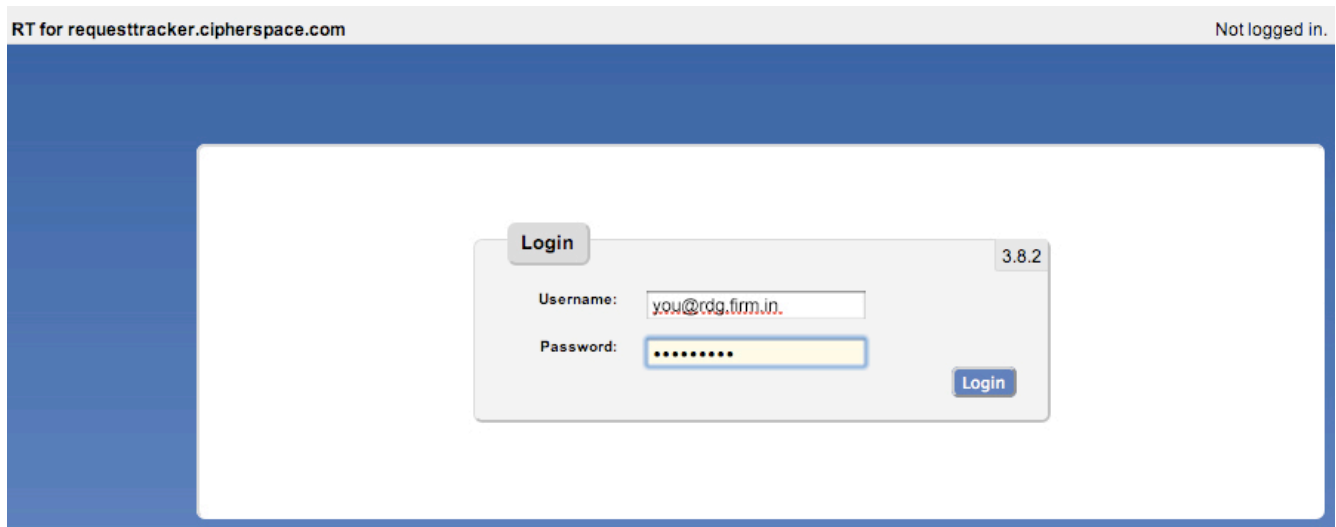 RT for requesttracker.cipherspace.com Not logged in.
Login
3.8.2
Username: you@rdg.firm.in
Password: •••••••••
Login